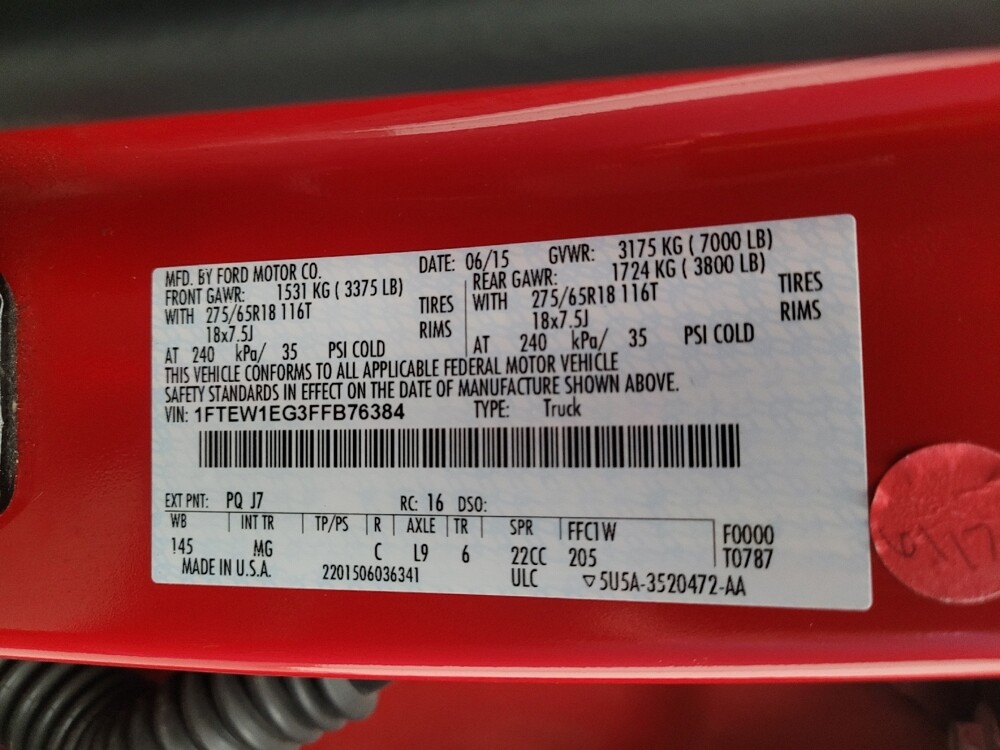 MFD. BY FORD MOTOR CO. DATE: 06/15 GVWR: 3175 KG ( 7000 LB)
FRONT GAWR: 1531 KG ( 3375 LB) REAR GAWR: 1724 KG ( 3800 LB)
WITH 275/65R18 116T TIRES WITH 275/65R18 116T TIRES
18x7.5J RIMS 18x7.5J RIMS
AT 240 kPa/ 35 PSI COLD AT 240 kPa/ 35 PSI COLD
THIS VEHICLE CONFORMS TO ALL APPLICABLE FEDERAL MOTOR VEHICLE
SAFETY STANDARDS IN EFFECT ON THE DATE OF MANUFACTURE SHOWN ABOVE.
VIN: 1FTEW1EG3FFB76384 TYPE: Truck
EXT PNT: PQ J7 RC: 16 DSO:
WB INT TR TP/PS R AXLE TR SPR FFC1W F0000
145 MG C L9 6 22CC 205 T0787
MADE IN U.S.A. 2201506036341 ULC ▽5U5A-3520472-AA